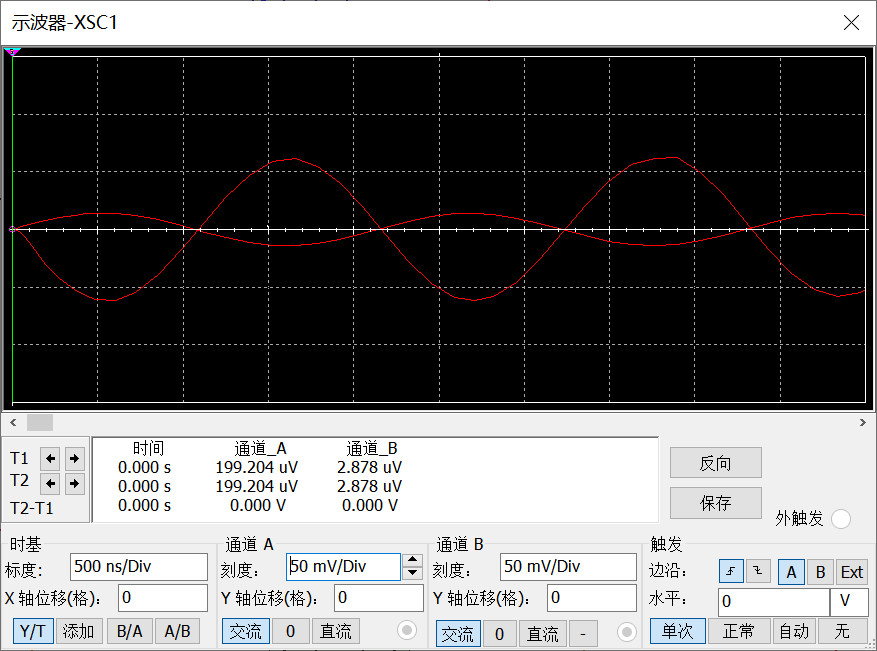 示波器-XSC1
T1
T2
T2-T1
时间 通道_A 通道_B
0.000 s 199.204 uV 2.878 uV
0.000 s 199.204 uV 2.878 uV
0.000 s 0.000 V 0.000 V
反向
保存
外触发
时基
标度: 500 ns/Div
X 轴位移(格): 0
Y/T 添加 B/A A/B
通道 A
刻度: 50 mV/Div
Y 轴位移(格): 0
交流 0 直流
通道 B
刻度: 50 mV/Div
Y 轴位移(格): 0
交流 0 直流 -
触发
边沿: A B Ext
水平: 0 V
单次 正常 自动 无